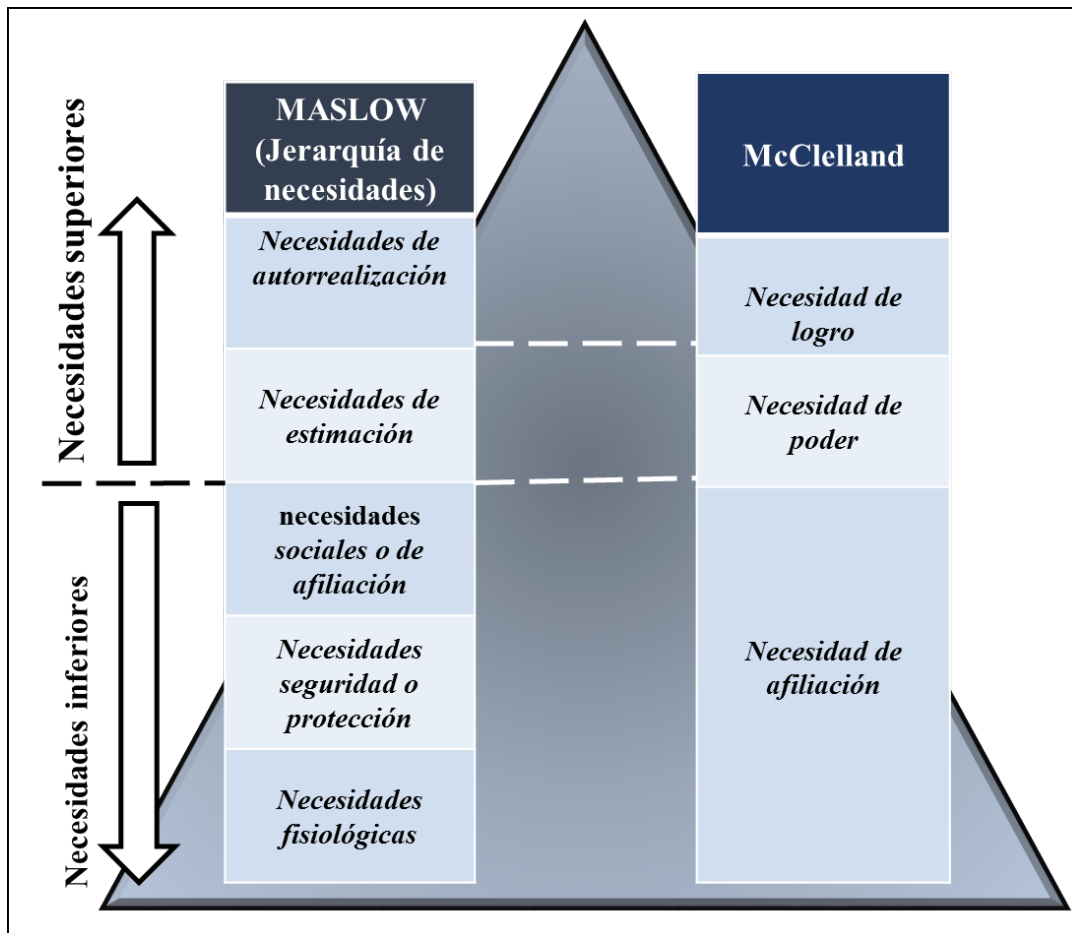 Necesidades superiores
Necesidades inferiores
MASLOW
(Jerarquía de
necesidades)
Necesidades de
autorrealización
Necesidades de
estimación
necesidades
sociales o de
afiliación
Necesidades
seguridad o
protección
Necesidades
fisiológicas
McClelland
Necesidad de
logro
Necesidad de
poder
Necesidad de
afiliación